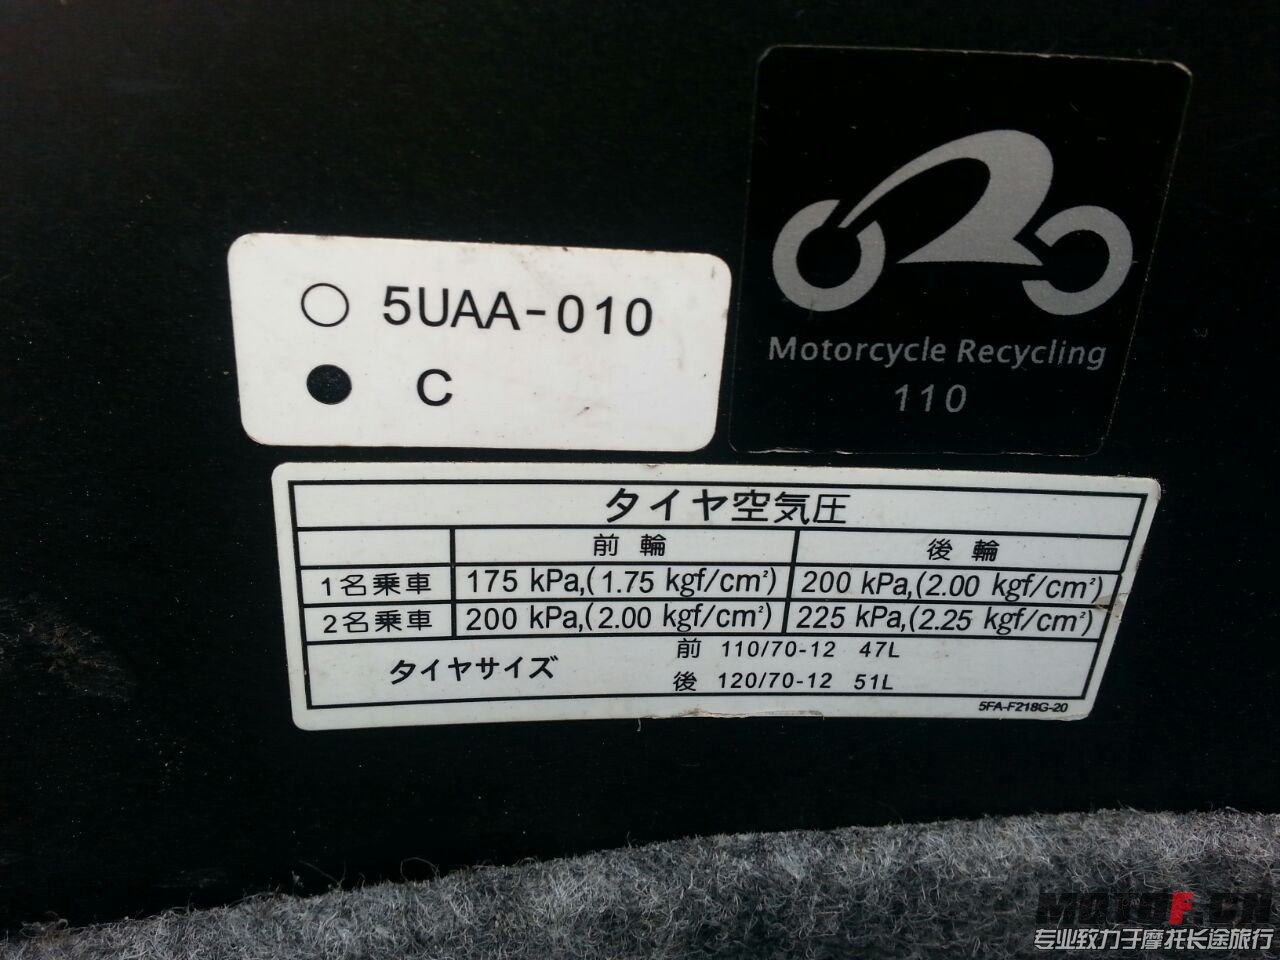 5UAA-010
C
Motorcycle Recycling
110
タイヤ空気圧
前輪 後輪
1名乗車 175 kPa,(1.75 kgf/cm²) 200 kPa,(2.00 kgf/cm²)
2名乗車 200 kPa,(2.00 kgf/cm²) 225 kPa,(2.25 kgf/cm²)
タイヤサイズ 前 110/70-12 47L
後 120/70-12 51L
5FA-F218G-20
MOTOF.CN
专业致力于摩托长途旅行